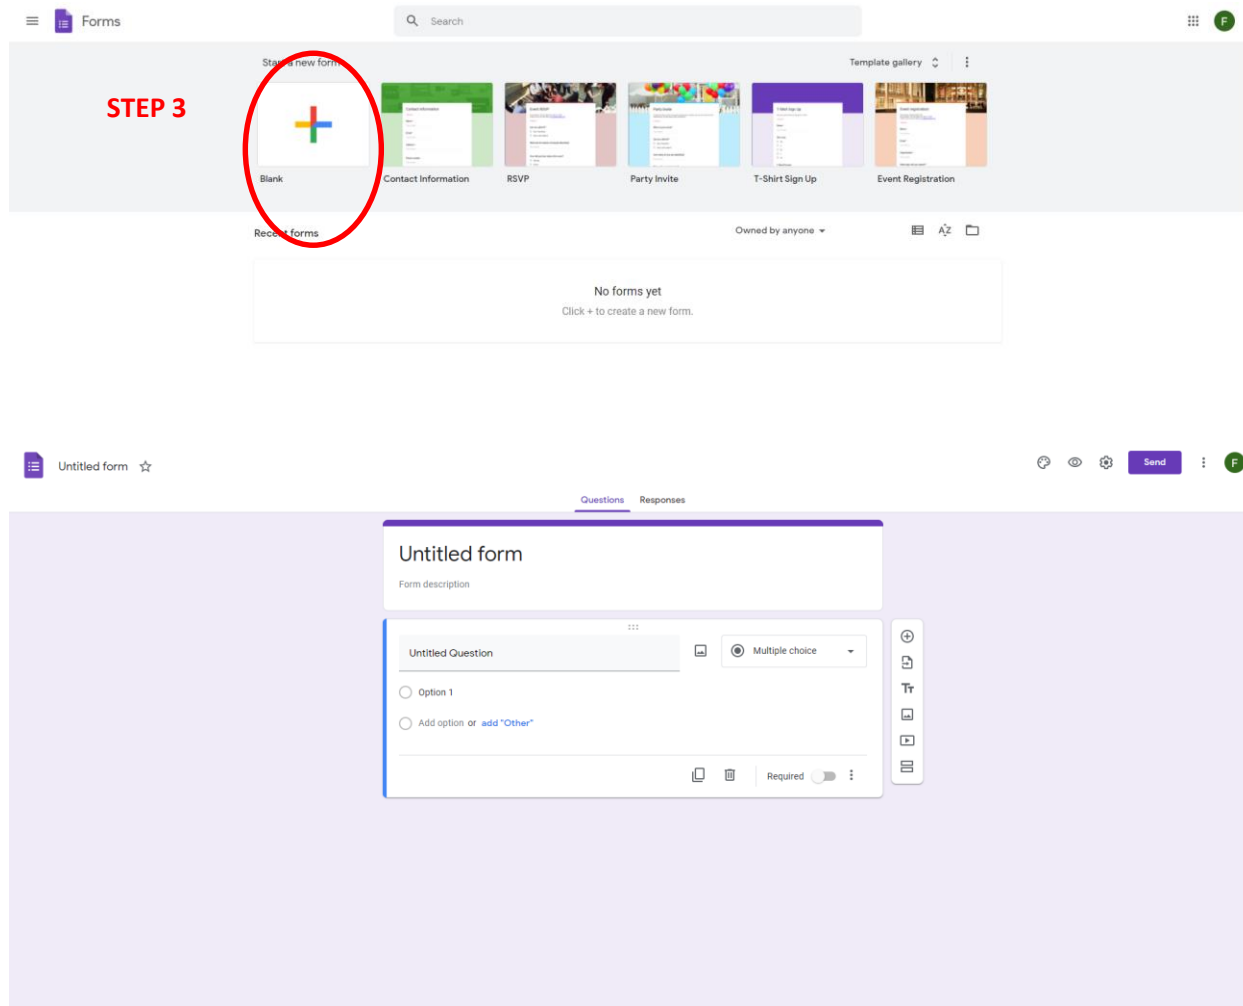 Forms
Search
F
Start a new form
Template gallery
STEP 3
Blank
Contact Information
RSVP
Party Invite
T-Shirt Sign Up
Event Registration
Recent forms
Owned by anyone
AZ
No forms yet
Click + to create a new form.
Untitled form
Send
F
Questions
Responses
Untitled form
Form description
Untitled Question
Multiple choice
Option 1
Add option or add "Other"
Tт
Required